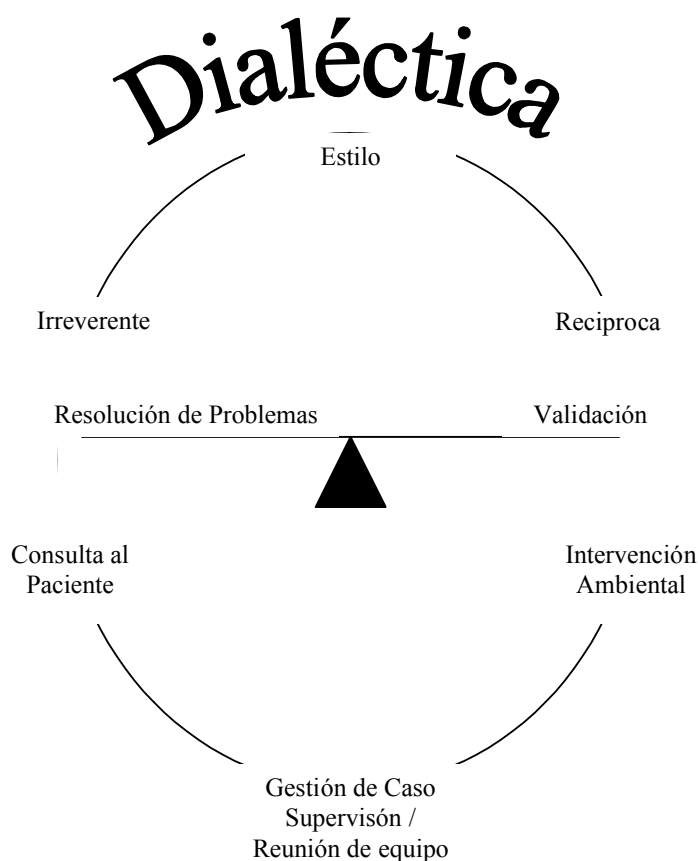 Dialéctica
Estilo
Irreverente
Reciproca
Resolución de Problemas
Validación
Consulta al
Paciente
Intervención
Ambiental
Gestión de Caso
Supervisón /
Reunión de equipo